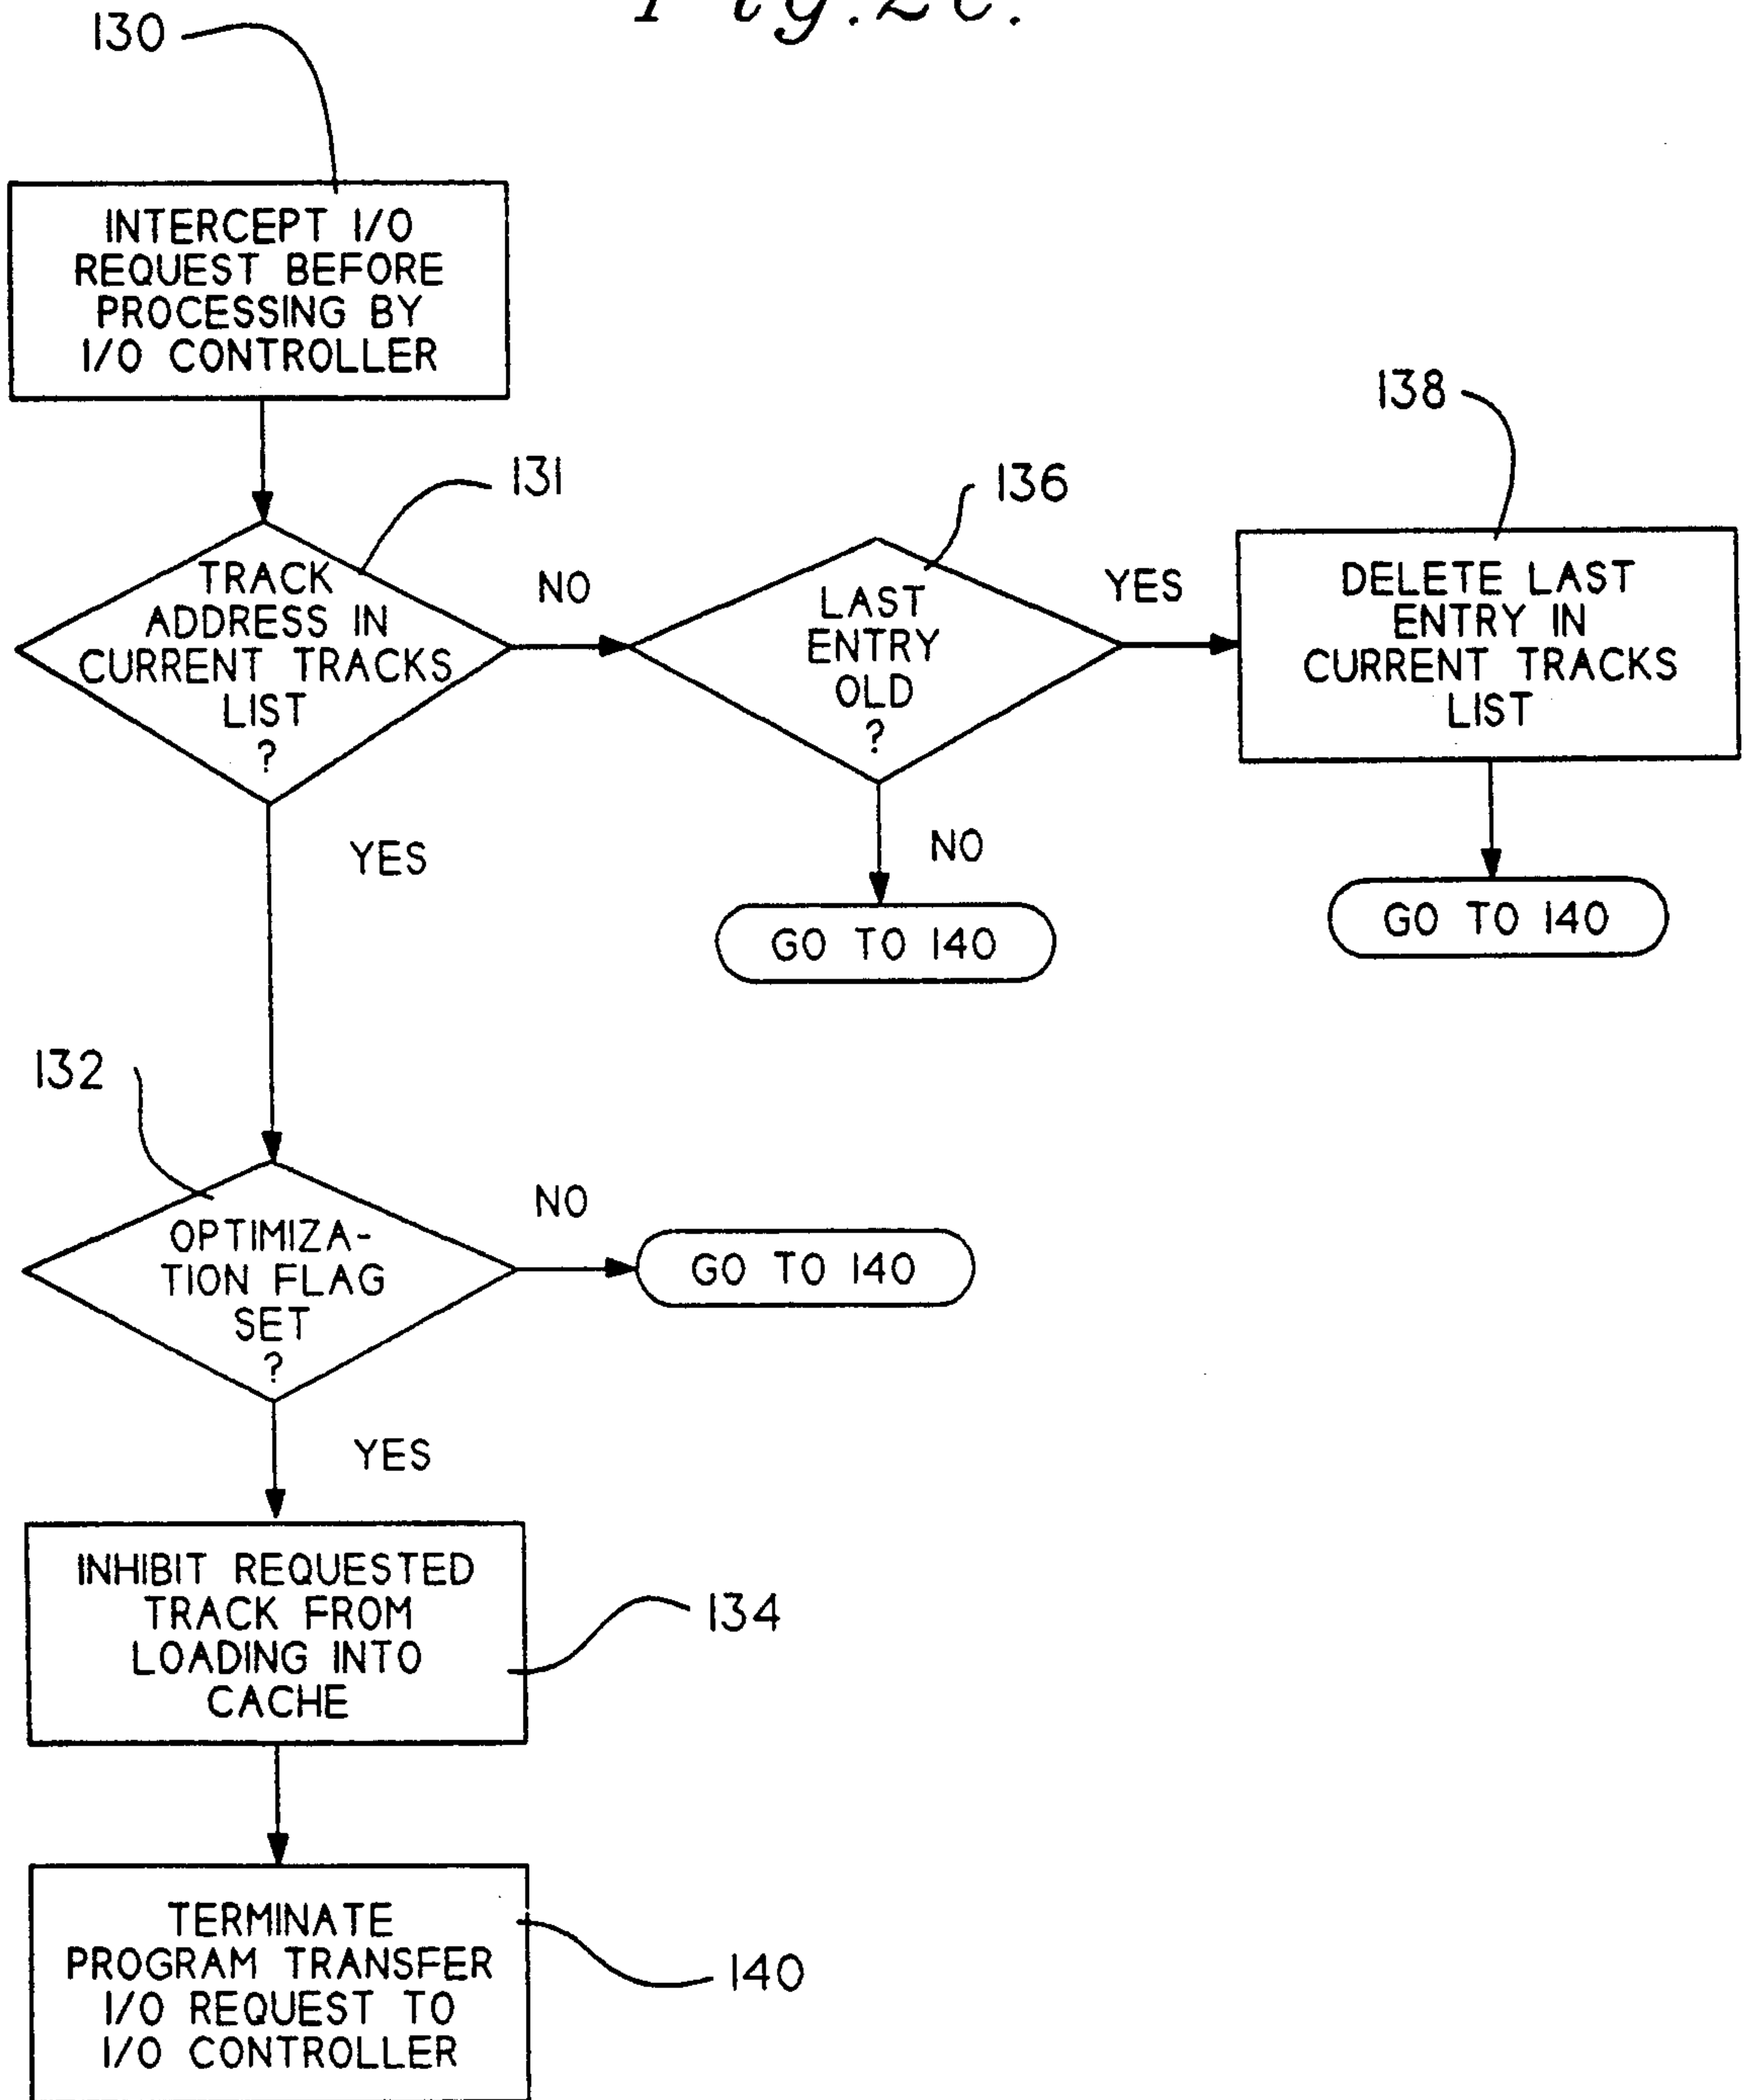 Fig.2c.
130
INTERCEPT I/O
REQUEST BEFORE
PROCESSING BY
I/O CONTROLLER
131
TRACK
ADDRESS IN
CURRENT TRACKS
LIST
?
NO
136
LAST
ENTRY
OLD
?
YES
138
DELETE LAST
ENTRY IN
CURRENT TRACKS
LIST
NO
GO TO 140
GO TO 140
YES
132
OPTIMIZA-
TION FLAG
SET
?
NO
GO TO 140
YES
INHIBIT REQUESTED
TRACK FROM
LOADING INTO
CACHE
134
TERMINATE
PROGRAM TRANSFER
I/O REQUEST TO
I/O CONTROLLER
140